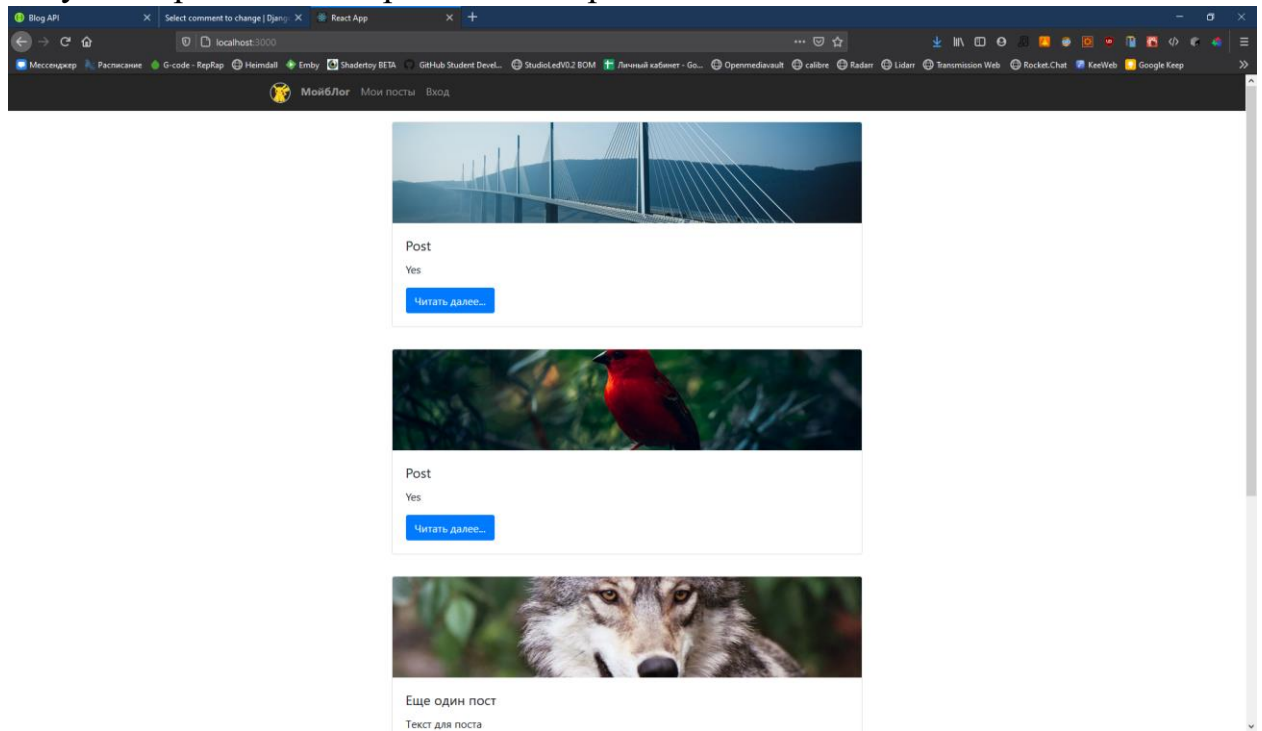 Blog API
Select comment to change | Djang
React App
localhost:3000
Мессенджер Расписание G-code - RepRap Heimdall Emby Shadertoy BETA GitHub Student Devel... StudioLedV0.2 BOM Личный кабинет - Go... Openmediavault calibre Radarr Lidarr Transmission Web Rocket.Chat KeeWeb Google Keep
МойбЛог Мои посты Вход
Post
Yes
Читать далее...
Post
Yes
Читать далее...
Еще один пост
Текст для поста